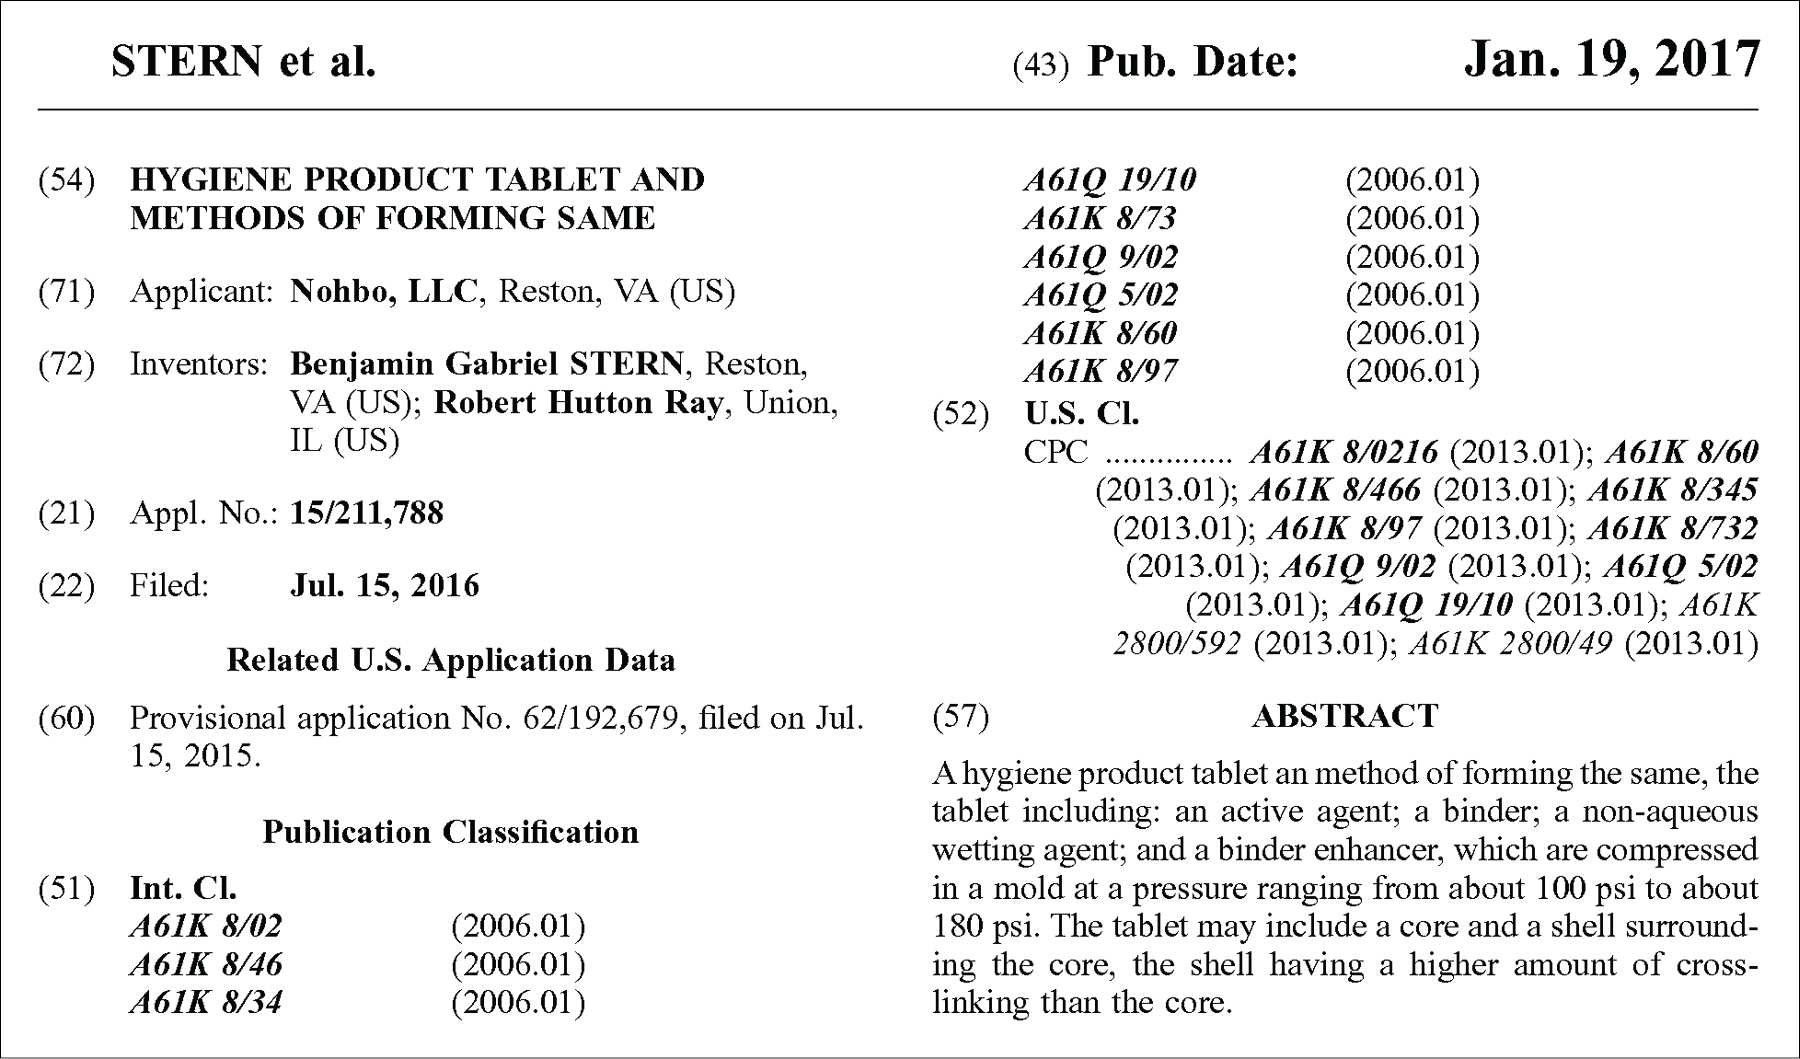 STERN et al.
(43) Pub. Date: Jan. 19, 2017
(54) HYGIENE PRODUCT TABLET AND
METHODS OF FORMING SAME
(71) Applicant: Nohbo, LLC, Reston, VA (US)
(72) Inventors: Benjamin Gabriel STERN, Reston,
VA (US); Robert Hutton Ray, Union,
IL (US)
(21) Appl. No.: 15/211,788
(22) Filed: Jul. 15, 2016
Related U.S. Application Data
(60) Provisional application No. 62/192,679, filed on Jul.
15, 2015.
Publication Classification
(51) Int. Cl.
A61K 8/02 (2006.01)
A61K 8/46 (2006.01)
A61K 8/34 (2006.01)
A61Q 19/10 (2006.01)
A61K 8/73 (2006.01)
A61Q 9/02 (2006.01)
A61Q 5/02 (2006.01)
A61K 8/60 (2006.01)
A61K 8/97 (2006.01)
(52) U.S. Cl.
CPC ............... A61K 8/0216 (2013.01); A61K 8/60
(2013.01); A61K 8/466 (2013.01); A61K 8/345
(2013.01); A61K 8/97 (2013.01); A61K 8/732
(2013.01); A61Q 9/02 (2013.01); A61Q 5/02
(2013.01); A61Q 19/10 (2013.01); A61K
2800/592 (2013.01); A61K 2800/49 (2013.01)
(57) ABSTRACT
A hygiene product tablet an method of forming the same, the
tablet including: an active agent; a binder; a non-aqueous
wetting agent; and a binder enhancer, which are compressed
in a mold at a pressure ranging from about 100 psi to about
180 psi. The tablet may include a core and a shell surround-
ing the core, the shell having a higher amount of cross-
linking than the core.